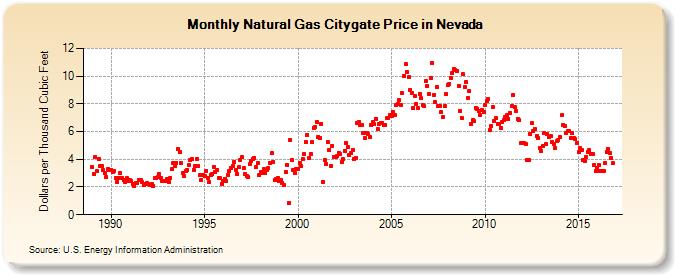 Monthly Natural Gas Citygate Price in Nevada
Dollars per Thousand Cubic Feet
12
10
8
6
4
2
0
1990 1995 2000 2005 2010 2015
Source: U.S. Energy Information Administration